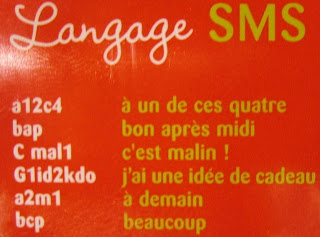 Langage SMS
a12c4 à un de ces quatre
bap bon après midi
C mal1 c'est malin !
G1id2kdo j'ai une idée de cadeau
a2m1 à demain
bcp beaucoup